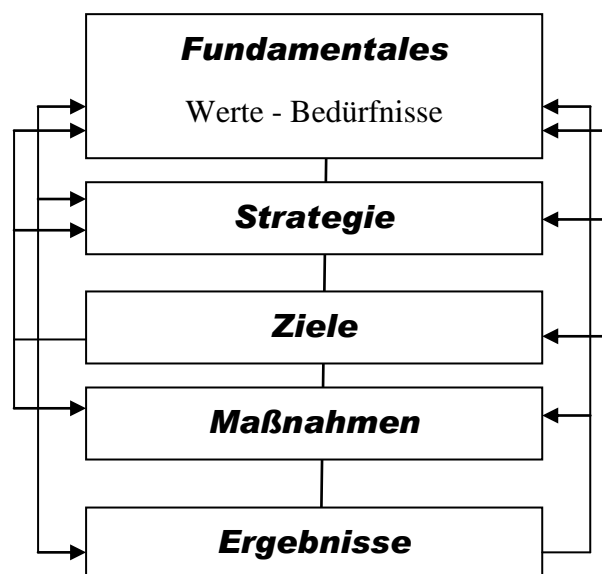 Fundamentales
Werte - Bedürfnisse
Strategie
Ziele
Maßnahmen
Ergebnisse